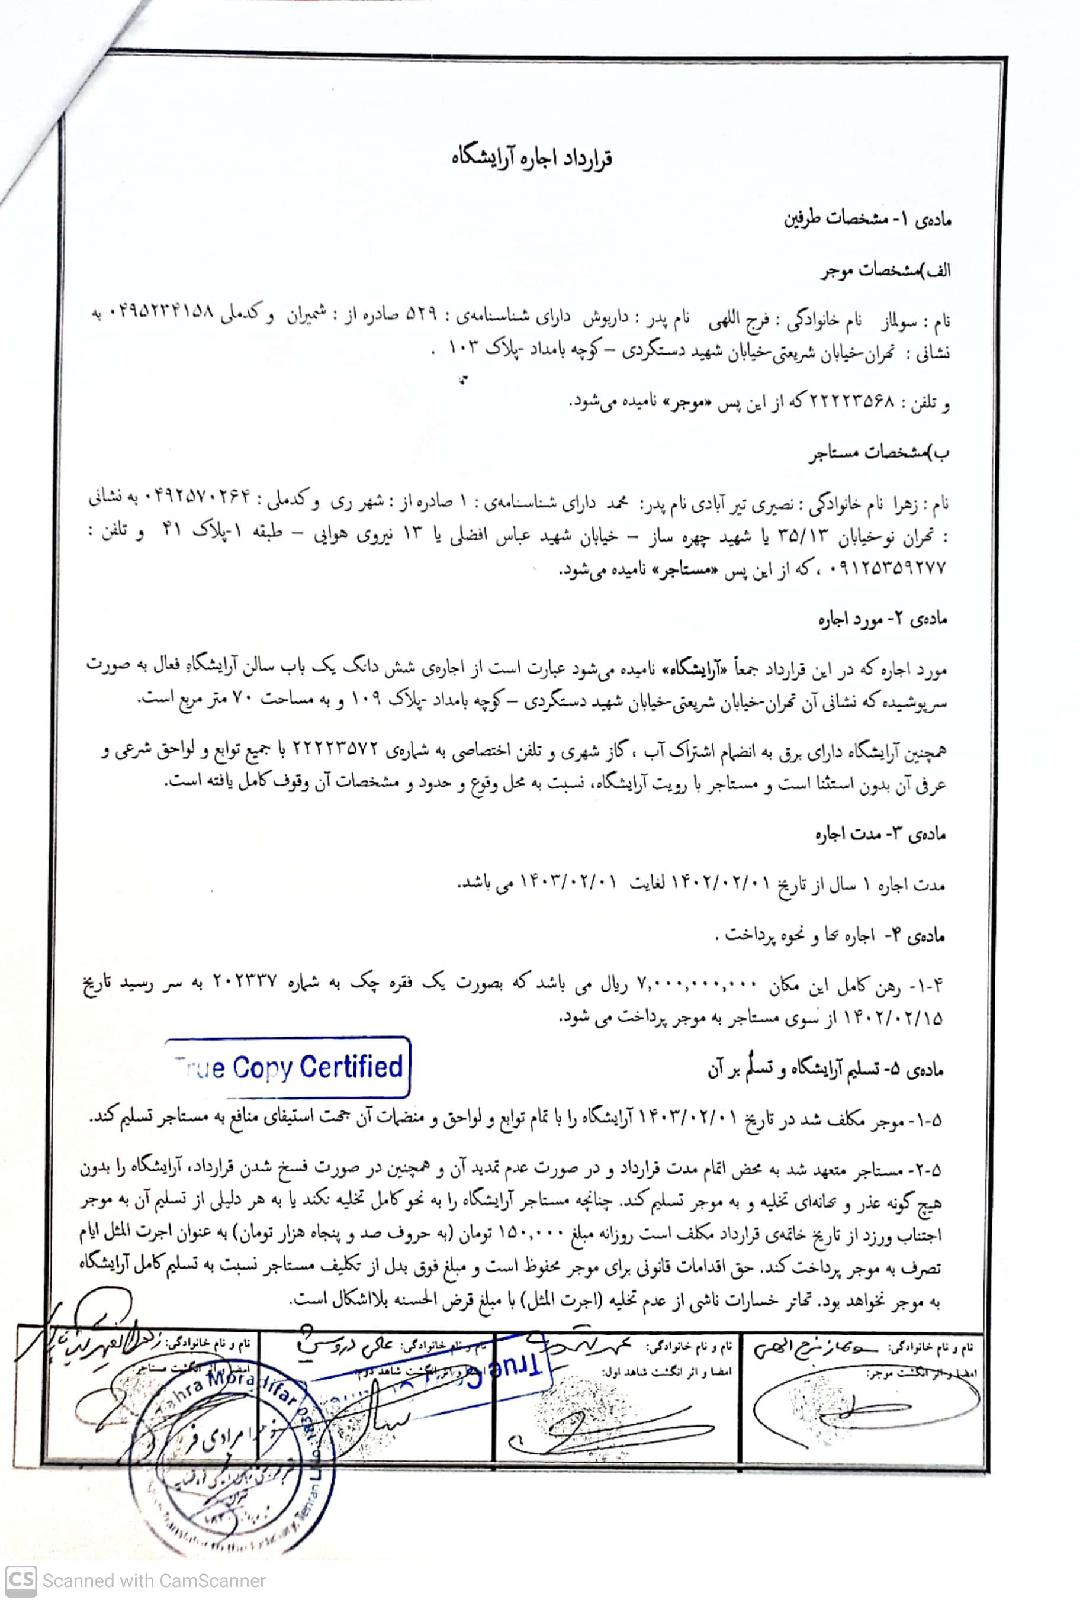 قرارداد اجاره آرایشگاه
ماده‌ی ۱- مشخصات طرفین
الف)مشخصات موجر
نام : سولماز نام خانوادگی : فرج اللهی نام پدر : داریوش دارای شناسنامه‌ی : ۵۲۹ صادره از : شمیران و کدملی ۰۴۹۵۲۳۴۱۵۸ به
نشانی : تهران-خیابان شریعتی-خیابان شهید دستگردی – کوچه بامداد -پلاک ۱۰۳ .
و تلفن : ۲۲۲۲۳۵۶۸ که از این پس «موجر» نامیده می‌شود.
ب)مشخصات مستاجر
نام : زهرا نام خانوادگی : نصیری تیر آبادی نام پدر: محمد دارای شناسنامه‌ی : ۱ صادره از : شهر ری و کدملی : ۰۴۹۲۵۷۰۲۶۴ به نشانی
: تهران نو-خیابان ۳۵/۱۳ یا شهید چهره ساز – خیابان شهید عباس افضلی یا ۱۳ نیروی هوایی – طبقه ۱-پلاک ۴۱ و تلفن :
۰۹۱۲۵۳۵۹۲۷۷ ، که از این پس «مستاجر» نامیده می‌شود.
ماده‌ی ۲- مورد اجاره
مورد اجاره که در این قرارداد جمعاً «آرایشگاه» نامیده می‌شود عبارت است از اجاره‌ی شش دانگ یک باب سالن آرایشگاهِ فعال به صورت
سرپوشیده که نشانی آن تهران-خیابان شریعتی-خیابان شهید دستگردی – کوچه بامداد -پلاک ۱۰۹ و به مساحت ۷۰ متر مربع است.
همچنین آرایشگاه دارای برق به انضمام اشتراک آب ، گاز شهری و تلفن اختصاصی به شماره‌ی ۲۲۲۲۳۵۷۲ با جمیع توابع و لواحق شرعی و
عرفی آن بدون استثنا است و مستاجر با رویت آرایشگاه، نسبت به محل وقوع و حدود و مشخصات آن وقوف کامل یافته است.
ماده‌ی ۳- مدت اجاره
مدت اجاره ۱ سال از تاریخ ۱۴۰۲/۰۲/۰۱ لغایت ۱۴۰۳/۰۲/۰۱ می باشد.
ماده‌ی ۴- اجاره بها و نحوه پرداخت .
۴-۱- رهن کامل این مکان ۷,۰۰۰,۰۰۰,۰۰۰ ریال می باشد که بصورت یک فقره چک به شماره ۲۰۲۳۳۷ به سر رسید تاریخ
۱۴۰۲/۰۲/۱۵ از سوی مستاجر به موجر پرداخت می شود.
True Copy Certified
ماده‌ی ۵- تسلیم آرایشگاه و تسلّم بر آن
۵-۱- موجر مکلف شد در تاریخ ۱۴۰۳/۰۲/۰۱ آرایشگاه را با تمام توابع و لواحق و منضمات آن جهت استیفای منافع به مستاجر تسلیم کند.
۵-۲- مستاجر متعهد شد به محض اتمام مدت قرارداد و در صورت عدم تمدید آن و همچنین در صورت فسخ شدن قرارداد، آرایشگاه را بدون
هیچ گونه عذر و بهانه‌ای تخلیه و به موجر تسلیم کند. چنانچه مستاجر آرایشگاه را به نحو کامل تخلیه نکند یا به هر دلیلی از تسلیم آن به موجر
اجتناب ورزد از تاریخ خاتمه‌ی قرارداد مکلف است روزانه مبلغ ۱۵۰,۰۰۰ تومان (به حروف صد و پنجاه هزار تومان) به عنوان اجرت المثل ایام
تصرف به موجر پرداخت کند. حق اقدامات قانونی برای موجر محفوظ است و مبلغ فوق بدل از تکلیف مستاجر نسبت به تسلیم کامل آرایشگاه
به موجر نخواهد بود. تهاتر خسارات ناشی از عدم تخلیه (اجرت المثل) با مبلغ قرض الحسنه بلااشکال است.
نام و نام خانوادگی: سولماز فرج اللهی
امضا و اثر انگشت موجر:
نام و نام خانوادگی:
امضا و اثر انگشت شاهد اول:
نام و نام خانوادگی:
امضا و اثر انگشت شاهد دوم:
نام و نام خانوادگی: زهرا نصیری
امضا و اثر انگشت مستاجر:
True C
Zahra Moradifar
زهرا مرادی فر
تهران
Translator to the Judiciary, Tehran
CS Scanned with CamScanner